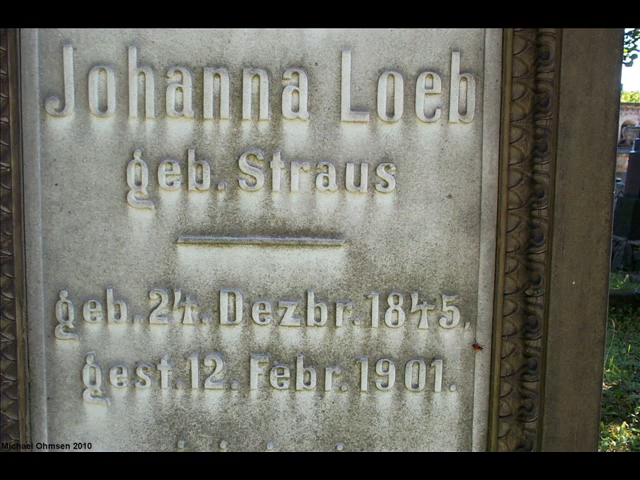 Johanna Loeb
geb. Straus
geb. 24. Dezbr. 1845,
gest. 12. Febr. 1901.
Michael Ohmsen 2010